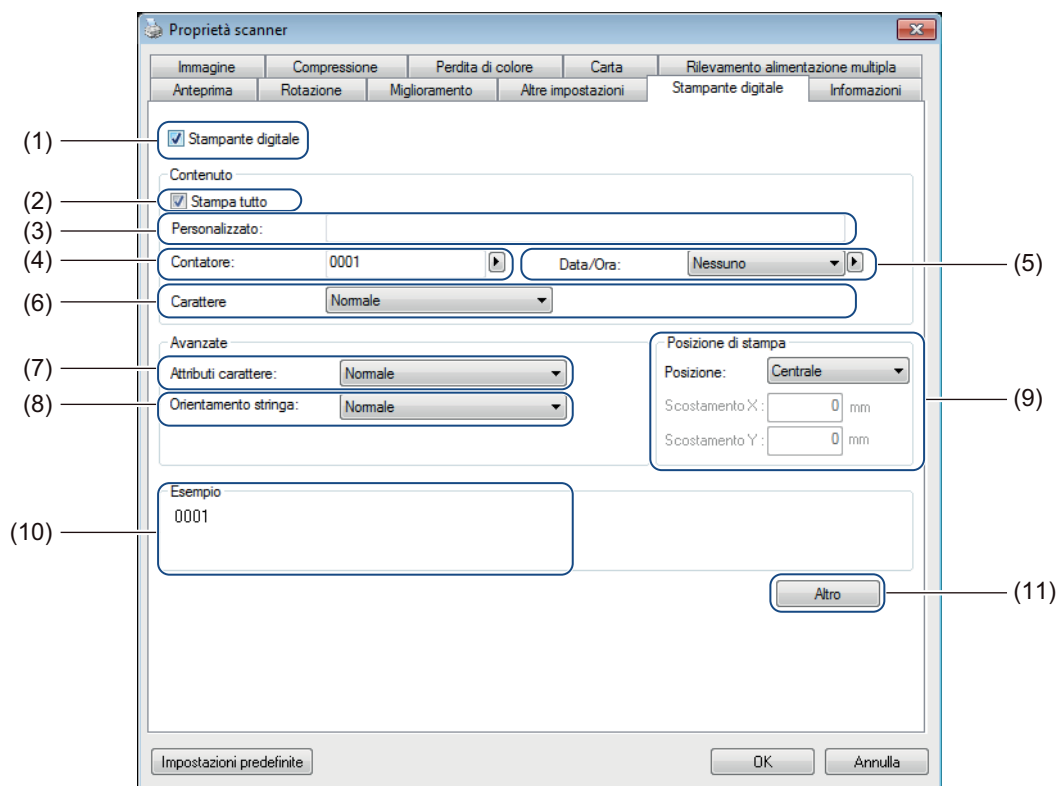 Proprietà scanner
Immagine Compressione Perdita di colore Carta Rilevamento alimentazione multipla
Anteprima Rotazione Miglioramento Altre impostazioni Stampante digitale Informazioni
(1) Stampante digitale
Contenuto
(2) Stampa tutto
(3) Personalizzato:
(4) Contatore: 0001 Data/Ora: Nessuno (5)
(6) Carattere Normale
Avanzate Posizione di stampa
(7) Attributi carattere: Normale Posizione: Centrale
(8) Orientamento stringa: Normale Scostamento X : 0 mm (9)
Scostamento Y : 0 mm
Esempio
0001
(10)
Altro (11)
Impostazioni predefinite OK Annulla